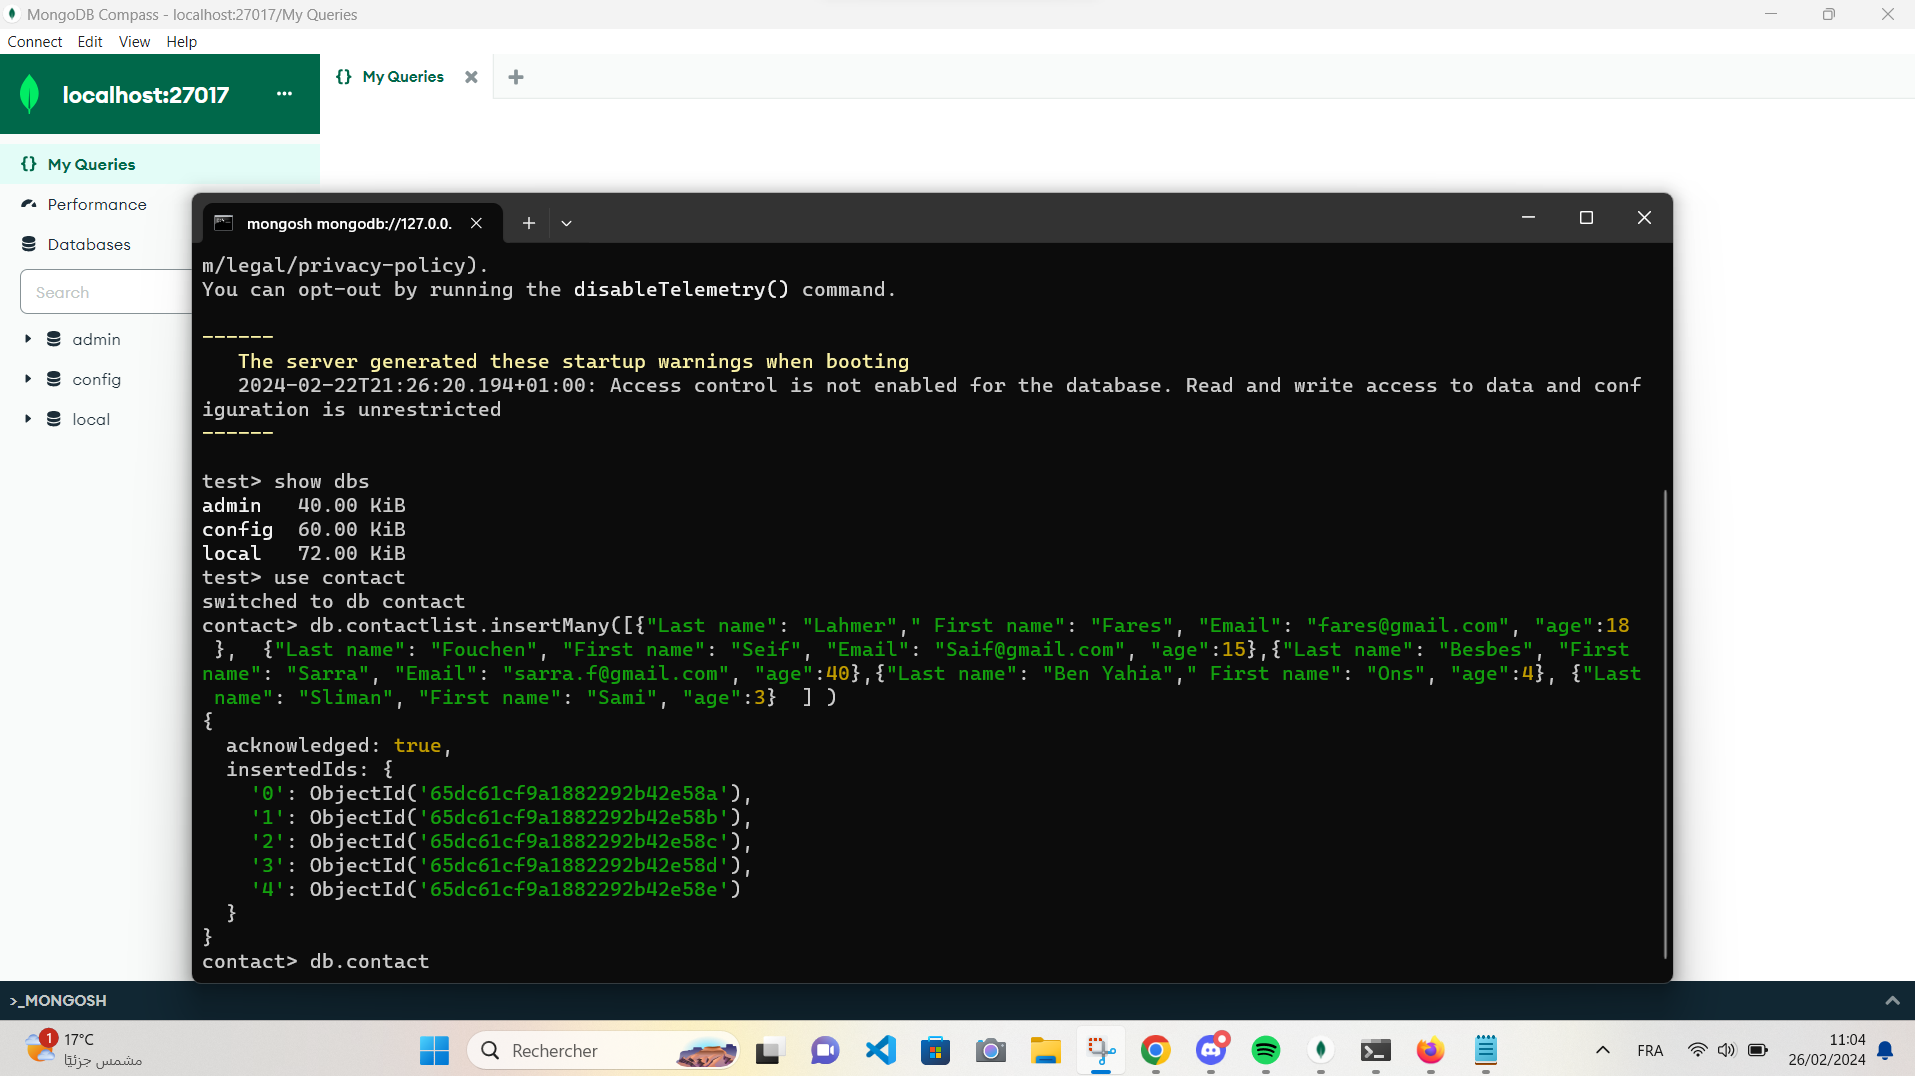 MongoDB Compass - localhost:27017/My Queries
Connect Edit View Help
localhost:27017 ...
{} My Queries
{} My Queries
Performance
Databases
Search
admin
config
local
mongosh mongodb://127.0.0.
m/legal/privacy-policy).
You can opt-out by running the disableTelemetry() command.
------
The server generated these startup warnings when booting
2024-02-22T21:26:20.194+01:00: Access control is not enabled for the database. Read and write access to data and conf
iguration is unrestricted
------
test> show dbs
admin   40.00 KiB
config  60.00 KiB
local   72.00 KiB
test> use contact
switched to db contact
contact> db.contactlist.insertMany([{"Last name": "Lahmer"," First name": "Fares", "Email": "fares@gmail.com", "age":18
 },  {"Last name": "Fouchen", "First name": "Seif", "Email": "Saif@gmail.com", "age":15},{"Last name": "Besbes", "First
name": "Sarra", "Email": "sarra.f@gmail.com", "age":40},{"Last name": "Ben Yahia"," First name": "Ons", "age":4}, {"Last
 name": "Sliman", "First name": "Sami", "age":3}  ] )
{
  acknowledged: true,
  insertedIds: {
    '0': ObjectId('65dc61cf9a1882292b42e58a'),
    '1': ObjectId('65dc61cf9a1882292b42e58b'),
    '2': ObjectId('65dc61cf9a1882292b42e58c'),
    '3': ObjectId('65dc61cf9a1882292b42e58d'),
    '4': ObjectId('65dc61cf9a1882292b42e58e')
  }
}
contact> db.contact
>_MONGOSH
1
17°C
مشمس جزئيًا
Rechercher
FRA
11:04
26/02/2024